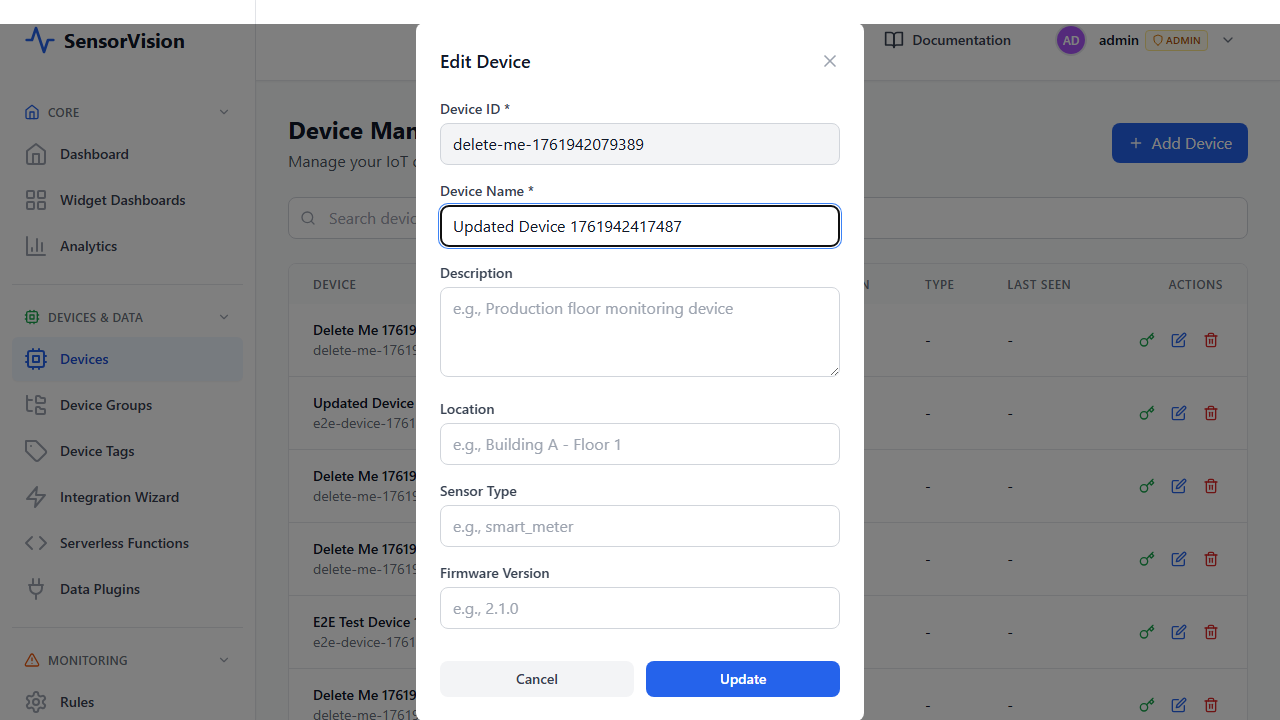 SensorVision
CORE
Dashboard
Widget Dashboards
Analytics
DEVICES & DATA
Devices
Device Groups
Device Tags
Integration Wizard
Serverless Functions
Data Plugins
MONITORING
Rules
Documentation
AD
admin
ADMIN
Device Man
Manage your IoT
Add Device
Search devic
DEVICE
TYPE
LAST SEEN
ACTIONS
Delete Me 17619
delete-me-17619
-
-
Updated Device
e2e-device-1761
-
-
Delete Me 17619
delete-me-17619
-
-
Delete Me 17619
delete-me-17619
-
-
E2E Test Device
e2e-device-1761
-
-
Delete Me 17619
delete-me-17619
-
-
Edit Device
Device ID *
delete-me-1761942079389
Device Name *
Updated Device 1761942417487
Description
e.g., Production floor monitoring device
Location
e.g., Building A - Floor 1
Sensor Type
e.g., smart_meter
Firmware Version
e.g., 2.1.0
Cancel
Update